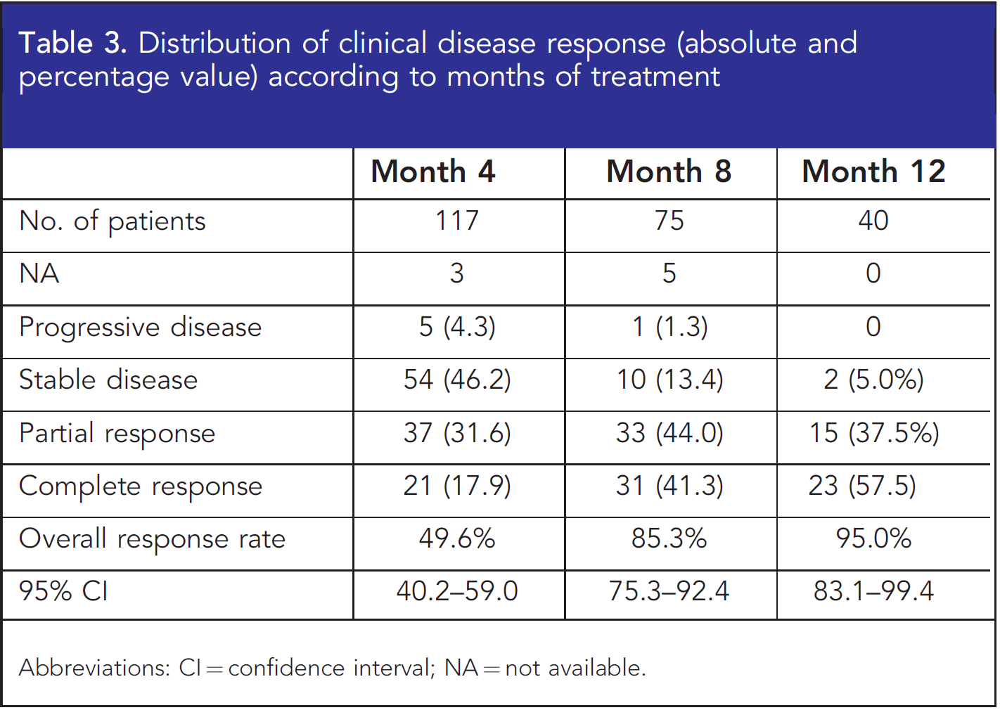 Table 3. Distribution of clinical disease response (absolute and
percentage value) according to months of treatment
Month 4 Month 8 Month 12
No. of patients 117 75 40
NA 3 5 0
Progressive disease 5 (4.3) 1 (1.3) 0
Stable disease 54 (46.2) 10 (13.4) 2 (5.0%)
Partial response 37 (31.6) 33 (44.0) 15 (37.5%)
Complete response 21 (17.9) 31 (41.3) 23 (57.5)
Overall response rate 49.6% 85.3% 95.0%
95% CI 40.2–59.0 75.3–92.4 83.1–99.4
Abbreviations: CI = confidence interval; NA = not available.